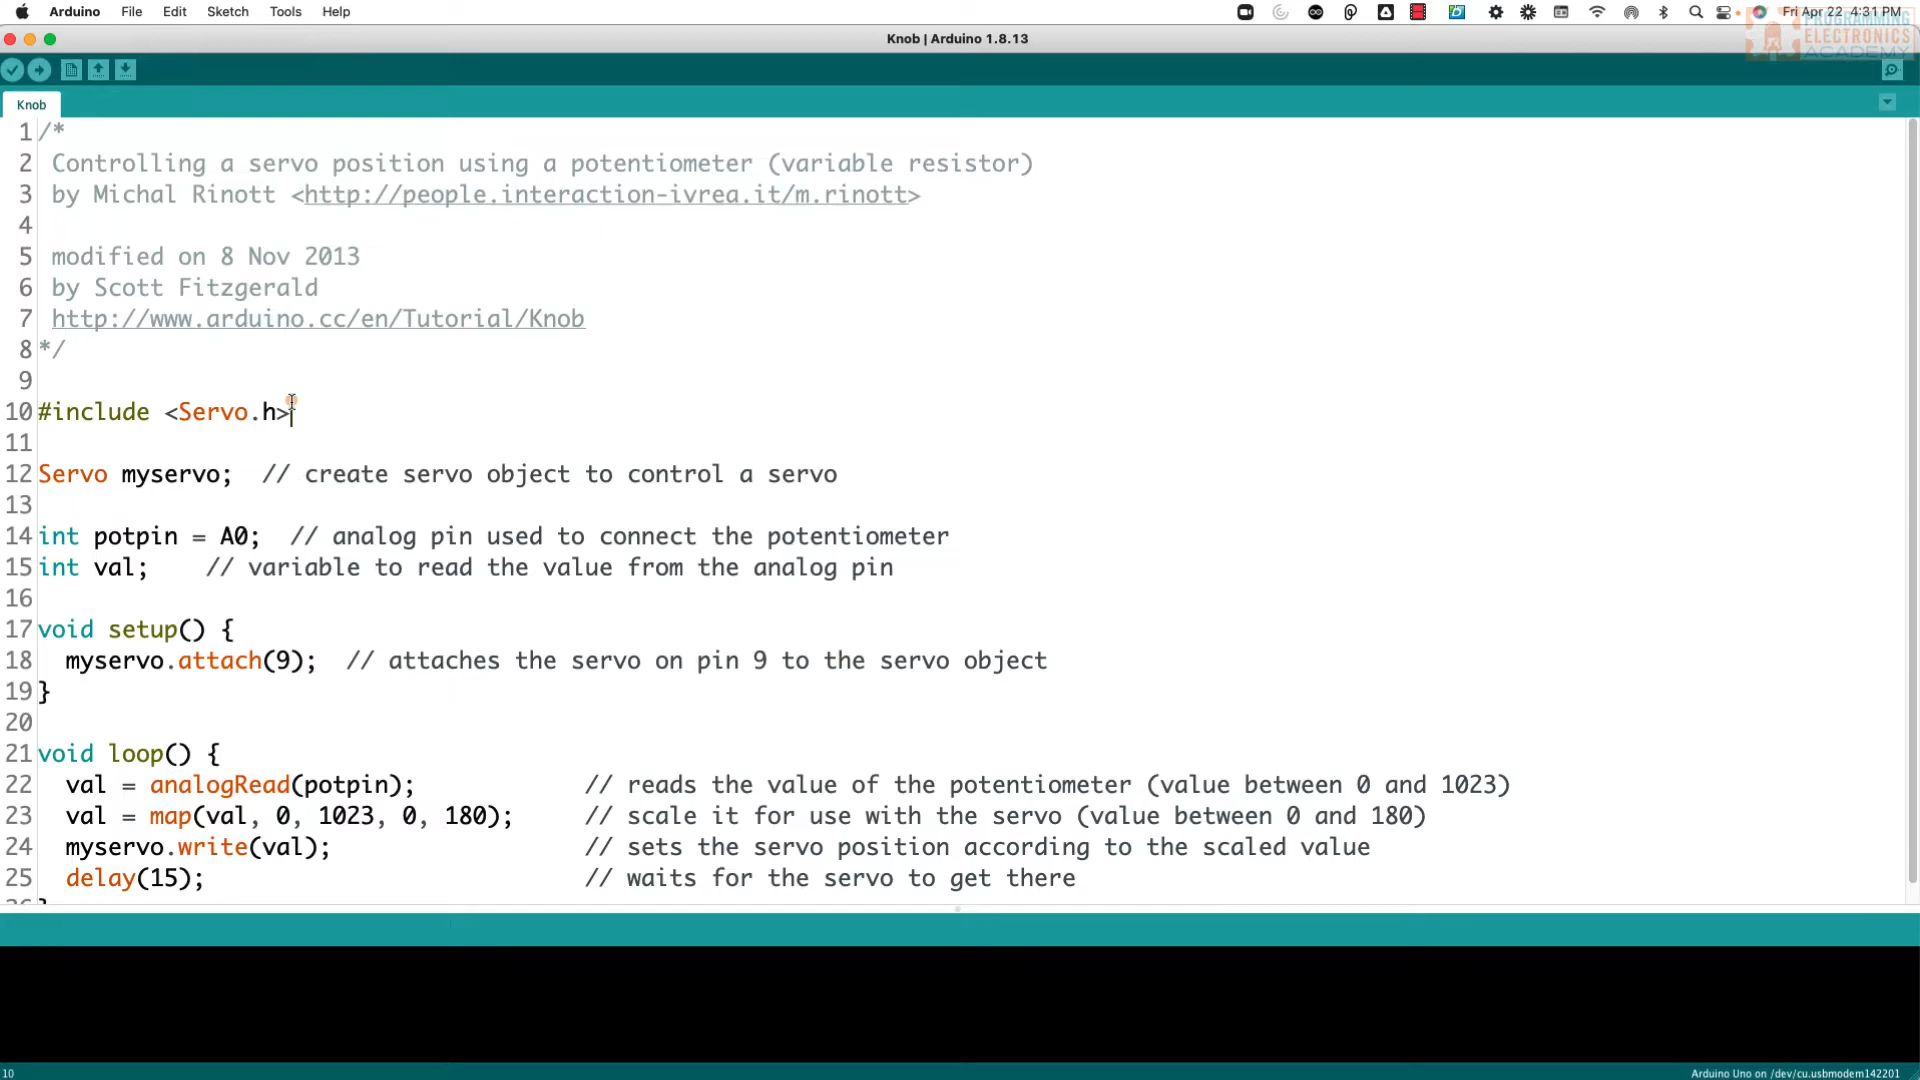 Arduino File Edit Sketch Tools Help Fri Apr 22 4:31 PM
PROGRAMMING
ELECTRONICS
ACADEMY
Knob | Arduino 1.8.13
Knob
1 /*
2 Controlling a servo position using a potentiometer (variable resistor)
3 by Michal Rinott <http://people.interaction-ivrea.it/m.rinott>
4
5 modified on 8 Nov 2013
6 by Scott Fitzgerald
7 http://www.arduino.cc/en/Tutorial/Knob
8 */
9
10 #include <Servo.h>
11
12 Servo myservo;  // create servo object to control a servo
13
14 int potpin = A0;  // analog pin used to connect the potentiometer
15 int val;    // variable to read the value from the analog pin
16
17 void setup() {
18   myservo.attach(9);  // attaches the servo on pin 9 to the servo object
19 }
20
21 void loop() {
22   val = analogRead(potpin);            // reads the value of the potentiometer (value between 0 and 1023)
23   val = map(val, 0, 1023, 0, 180);     // scale it for use with the servo (value between 0 and 180)
24   myservo.write(val);                  // sets the servo position according to the scaled value
25   delay(15);                           // waits for the servo to get there
10 Arduino Uno on /dev/cu.usbmodem142201